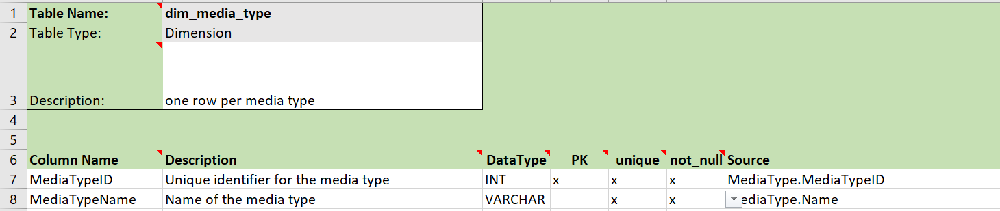 1 Table Name: dim_media_type
2 Table Type: Dimension
3 Description: one row per media type
4
5
6 Column Name Description DataType PK unique not_null Source
7 MediaTypeID Unique identifier for the media type INT x x x MediaType.MediaTypeID
8 MediaTypeName Name of the media type VARCHAR x x ediaType.Name